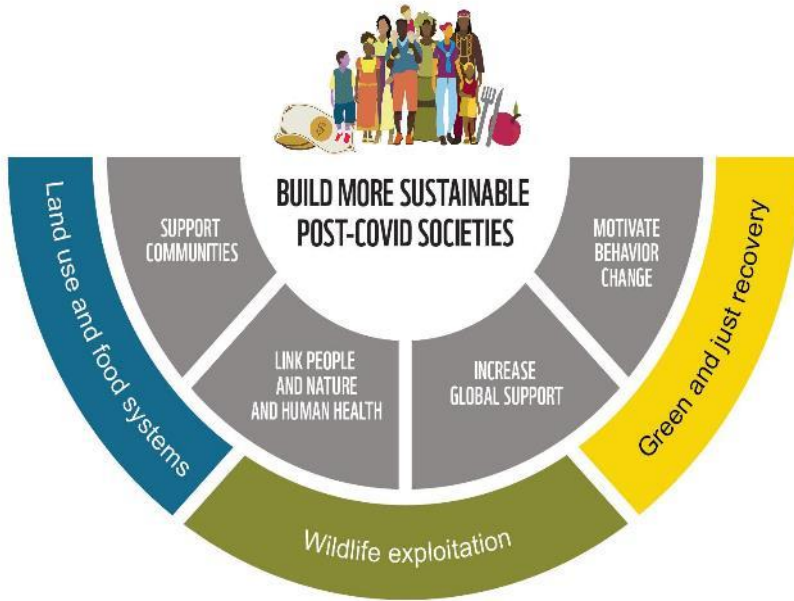 $
BUILD MORE SUSTAINABLE
POST-COVID SOCIETIES
SUPPORT
COMMUNITIES
LINK PEOPLE
AND NATURE
AND HUMAN HEALTH
INCREASE
GLOBAL SUPPORT
MOTIVATE
BEHAVIOR
CHANGE
Land use and food systems
Wildlife exploitation
Green and just recovery